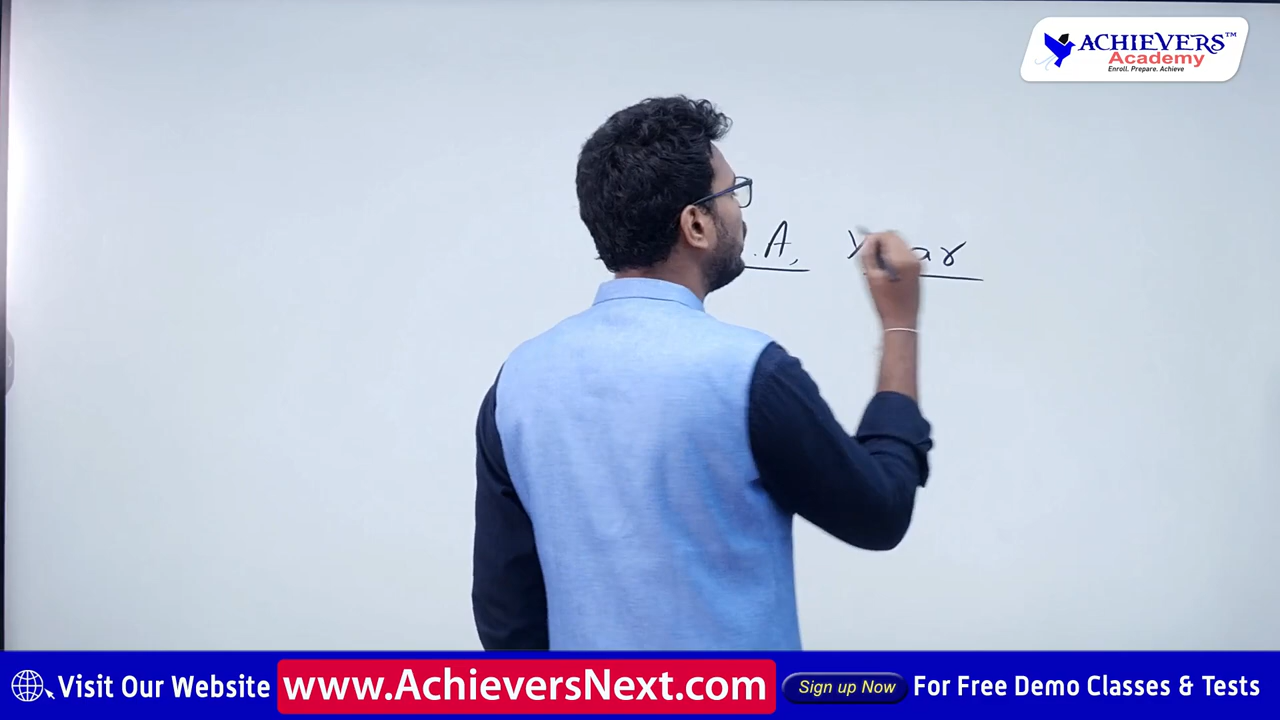 ACHIEVERS™
Academy
Enroll. Prepare. Achieve
.A,
Visit Our Website www.AchieversNext.com Sign up Now For Free Demo Classes & Tests